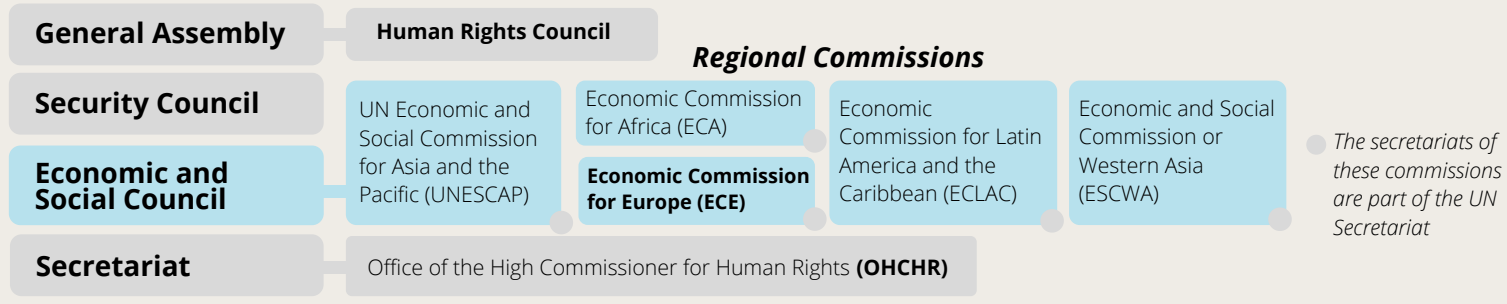 General Assembly
Human Rights Council
Regional Commissions
Security Council
Economic and
Social Council
UN Economic and
Social Commission
for Asia and the
Pacific (UNESCAP)
Economic Commission
for Africa (ECA)
Economic Commission
for Europe (ECE)
Economic
Commission for Latin
America and the
Caribbean (ECLAC)
Economic and Social
Commission or
Western Asia
(ESCWA)
The secretariats of
these commissions
are part of the UN
Secretariat
Secretariat
Office of the High Commissioner for Human Rights (OHCHR)